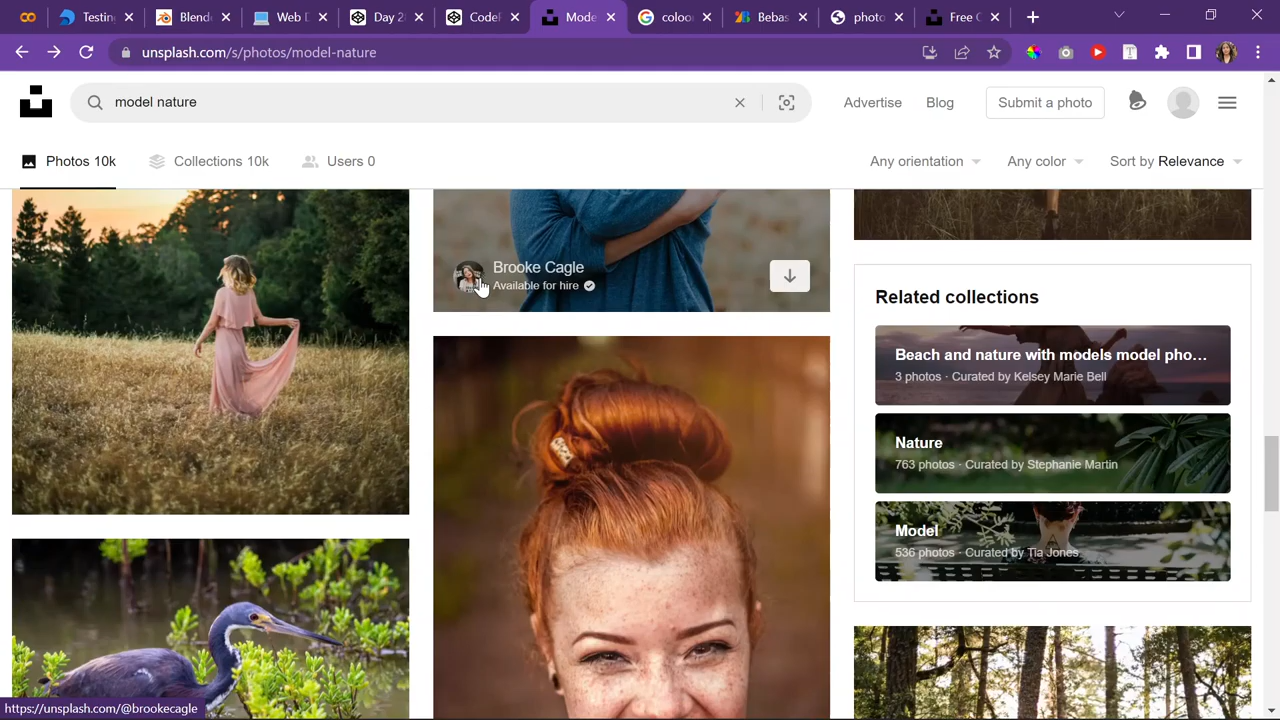 Testing
Blende
Web D
Day 2
CodeP
Mode
coloo
Bebas
photo
Free C
unsplash.com/s/photos/model-nature
model nature
Advertise
Blog
Submit a photo
Photos 10k
Collections 10k
Users 0
Any orientation
Any color
Sort by Relevance
Brooke Cagle
Available for hire
Related collections
Beach and nature with models model pho...
3 photos · Curated by Kelsey Marie Bell
Nature
763 photos · Curated by Stephanie Martin
Model
536 photos · Curated by Tia Jones
https://unsplash.com/@brookecagle